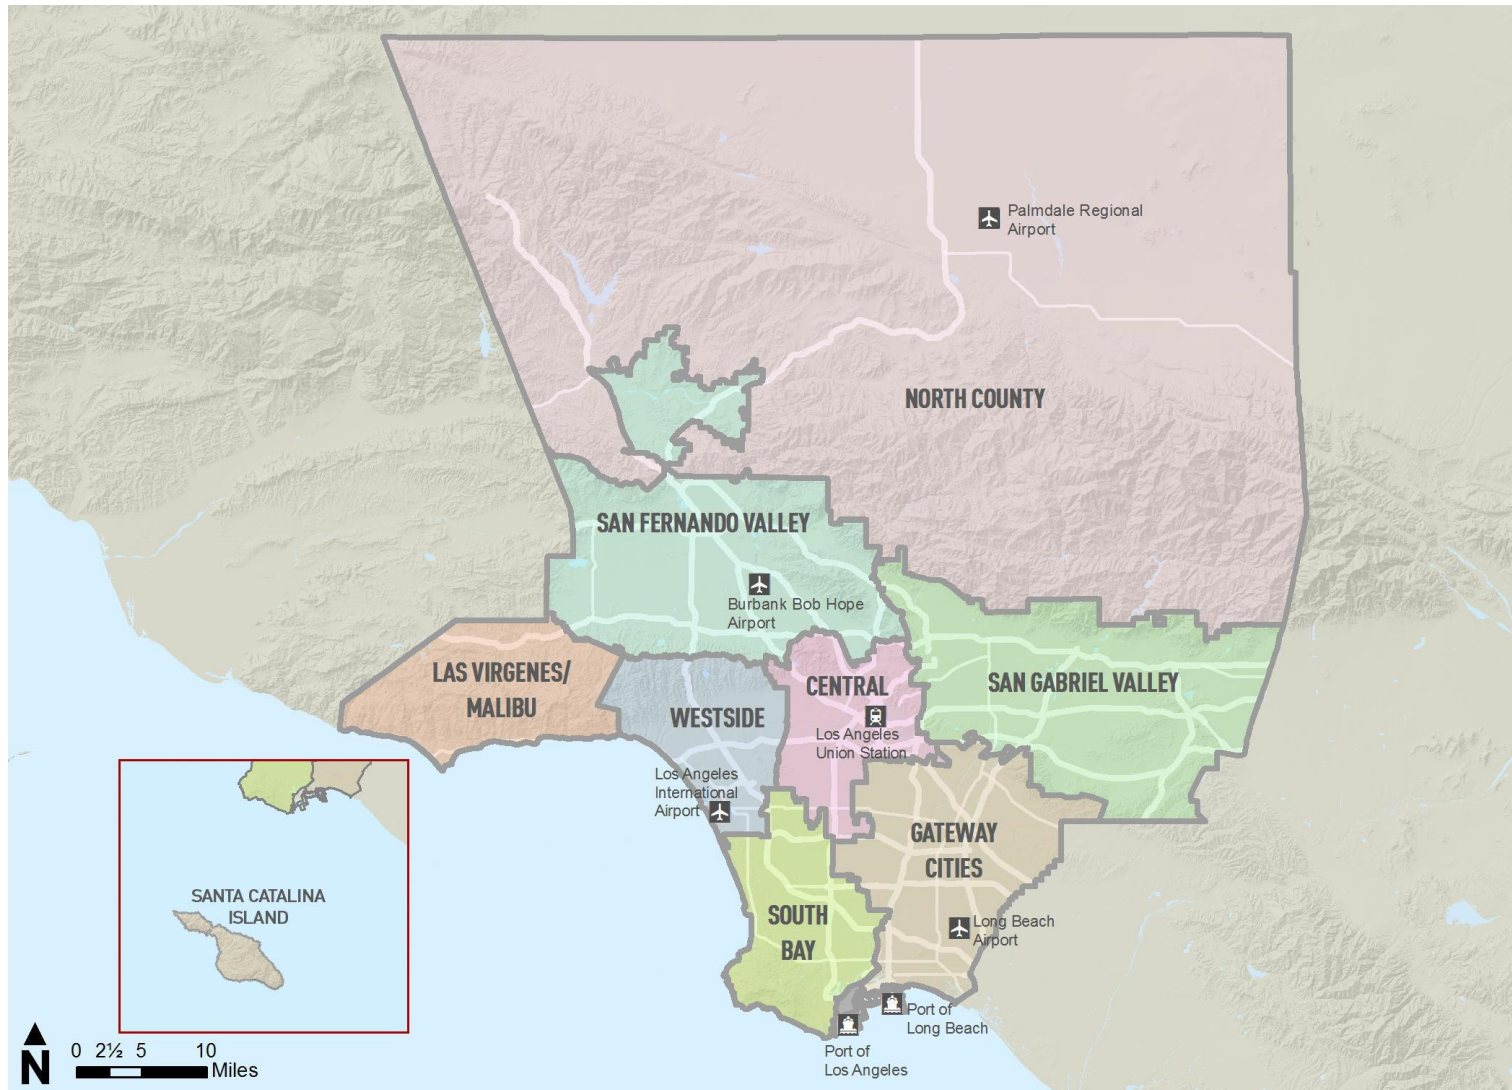 Palmdale Regional
Airport
NORTH COUNTY
SAN FERNANDO VALLEY
Burbank Bob Hope
Airport
LAS VIRGENES/
MALIBU
WESTSIDE
CENTRAL
Los Angeles
Union Station
SAN GABRIEL VALLEY
Los Angeles
International
Airport
GATEWAY
CITIES
SOUTH
BAY
Long Beach
Airport
Port of
Long Beach
Port of
Los Angeles
SANTA CATALINA
ISLAND
N
0 2½ 5 10
Miles